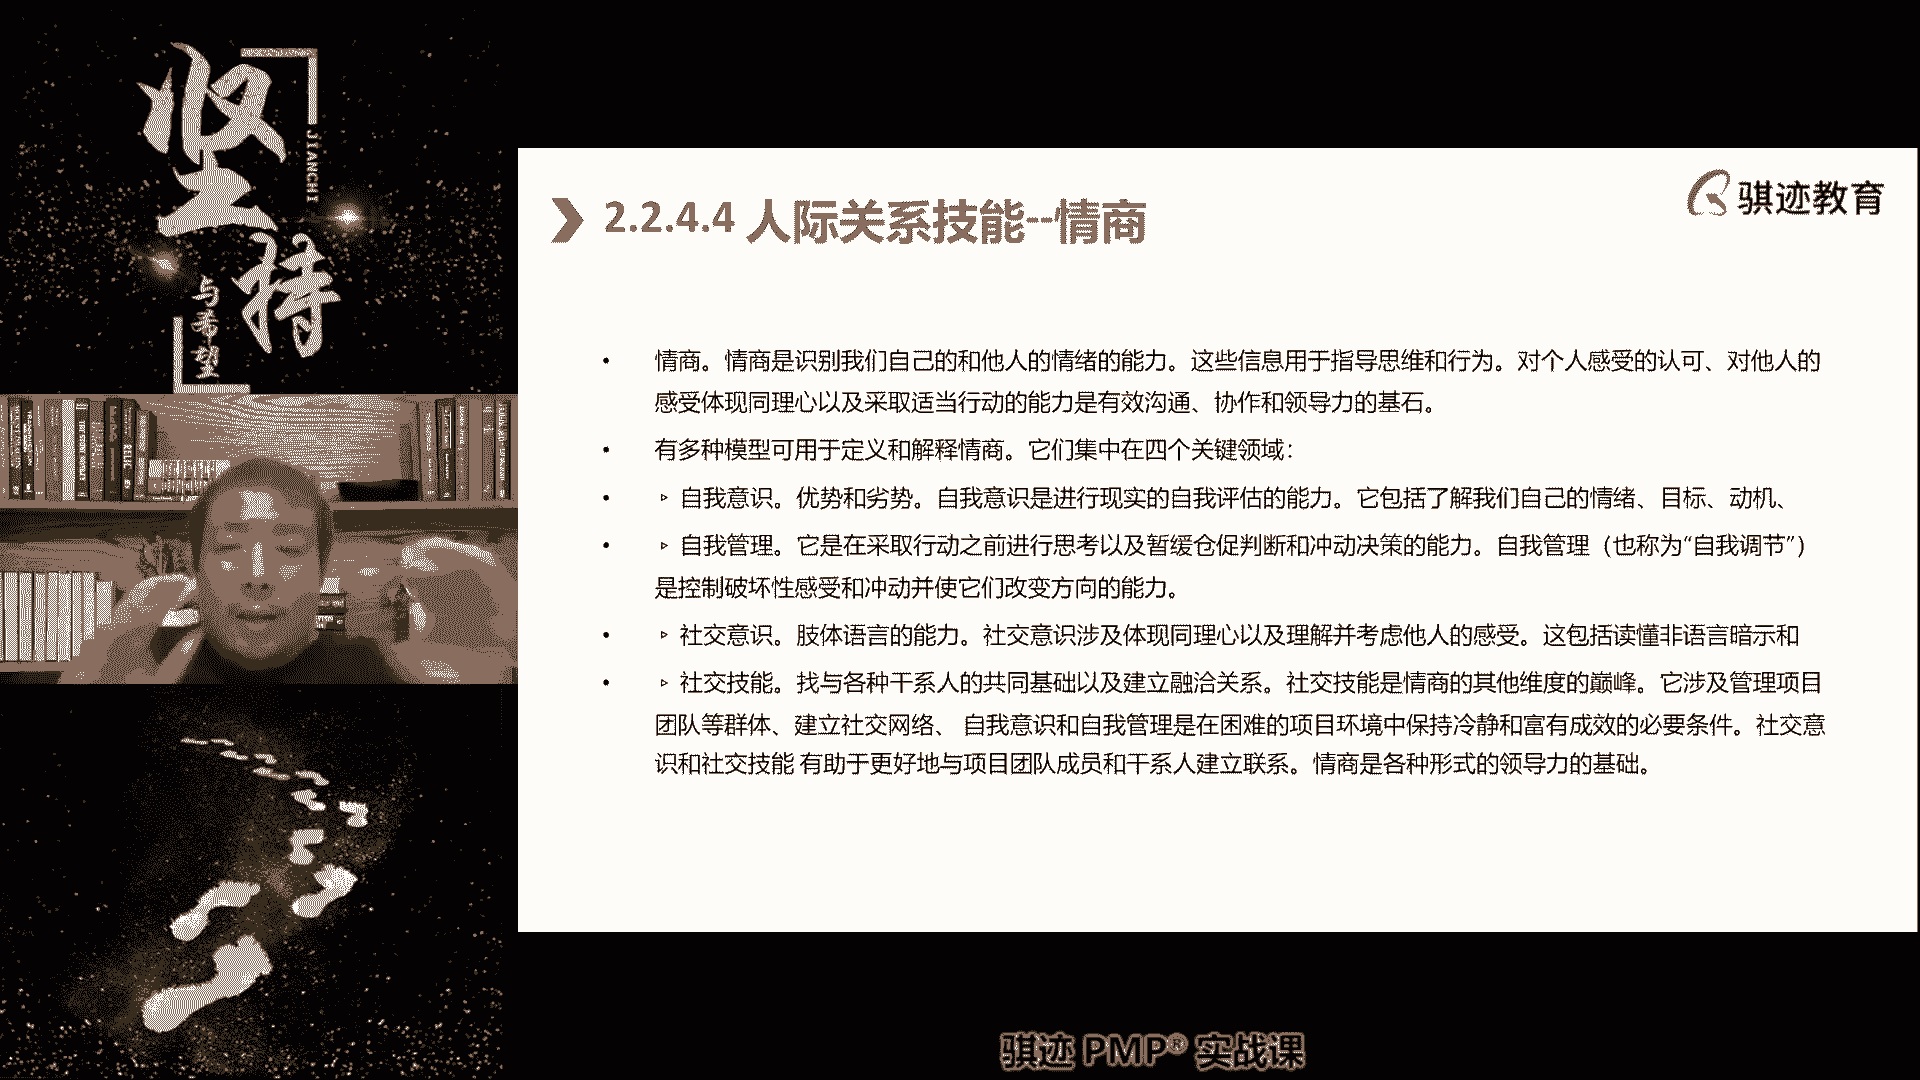 坚持
JIANCHI
与希望
骐迹教育
2.2.4.4 人际关系技能--情商
• 情商。情商是识别我们自己的和他人的情绪的能力。这些信息用于指导思维和行为。对个人感受的认可、对他人的
感受体现同理心以及采取适当行动的能力是有效沟通、协作和领导力的基石。
• 有多种模型可用于定义和解释情商。它们集中在四个关键领域：
• ▹ 自我意识。优势和劣势。自我意识是进行现实的自我评估的能力。它包括了解我们自己的情绪、目标、动机、
• ▹ 自我管理。它是在采取行动之前进行思考以及暂缓仓促判断和冲动决策的能力。自我管理（也称为“自我调节”）
是控制破坏性感受和冲动并使它们改变方向的能力。
• ▹ 社交意识。肢体语言的能力。社交意识涉及体现同理心以及理解并考虑他人的感受。这包括读懂非语言暗示和
• ▹ 社交技能。找与各种干系人的共同基础以及建立融洽关系。社交技能是情商的其他维度的巅峰。它涉及管理项目
团队等群体、建立社交网络、 自我意识和自我管理是在困难的项目环境中保持冷静和富有成效的必要条件。社交意
识和社交技能 有助于更好地与项目团队成员和干系人建立联系。情商是各种形式的领导力的基础。
骐迹 PMP® 实战课